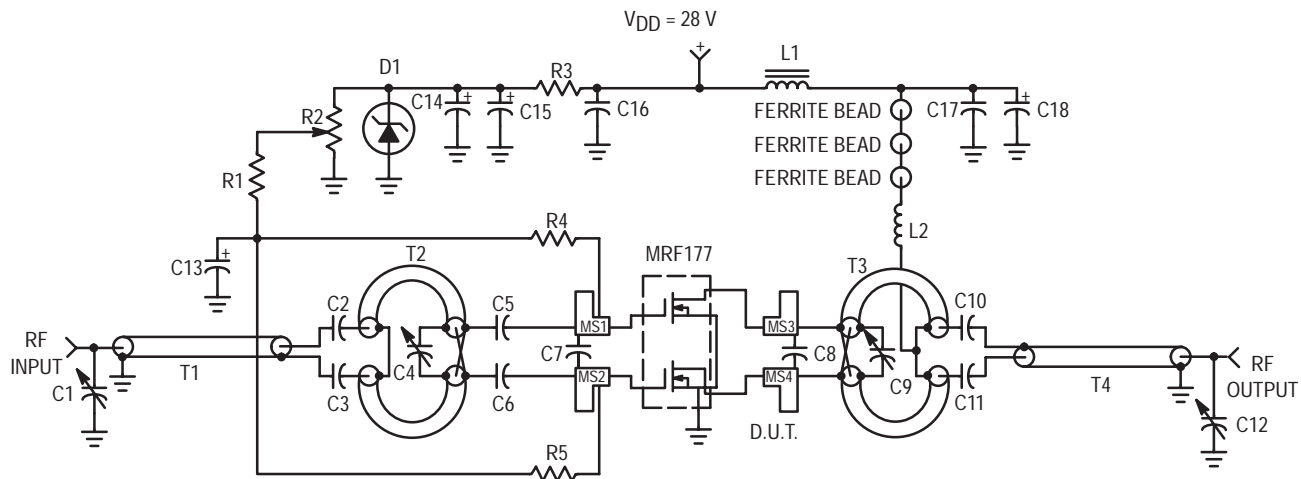 V_DD = 28 V
+
L1
D1
R3
C14
+
C15
+
C16
R2
FERRITE BEAD
FERRITE BEAD
FERRITE BEAD
C17
C18
+
R1
L2
R4
C13
+
T2
MRF177
T3
C2
C5
C10
RF
INPUT
MS1
MS3
C1
T1
C4
C7
C8
C9
C3
C6
MS2
MS4
C11
T4
RF
OUTPUT
C12
D.U.T.
R5